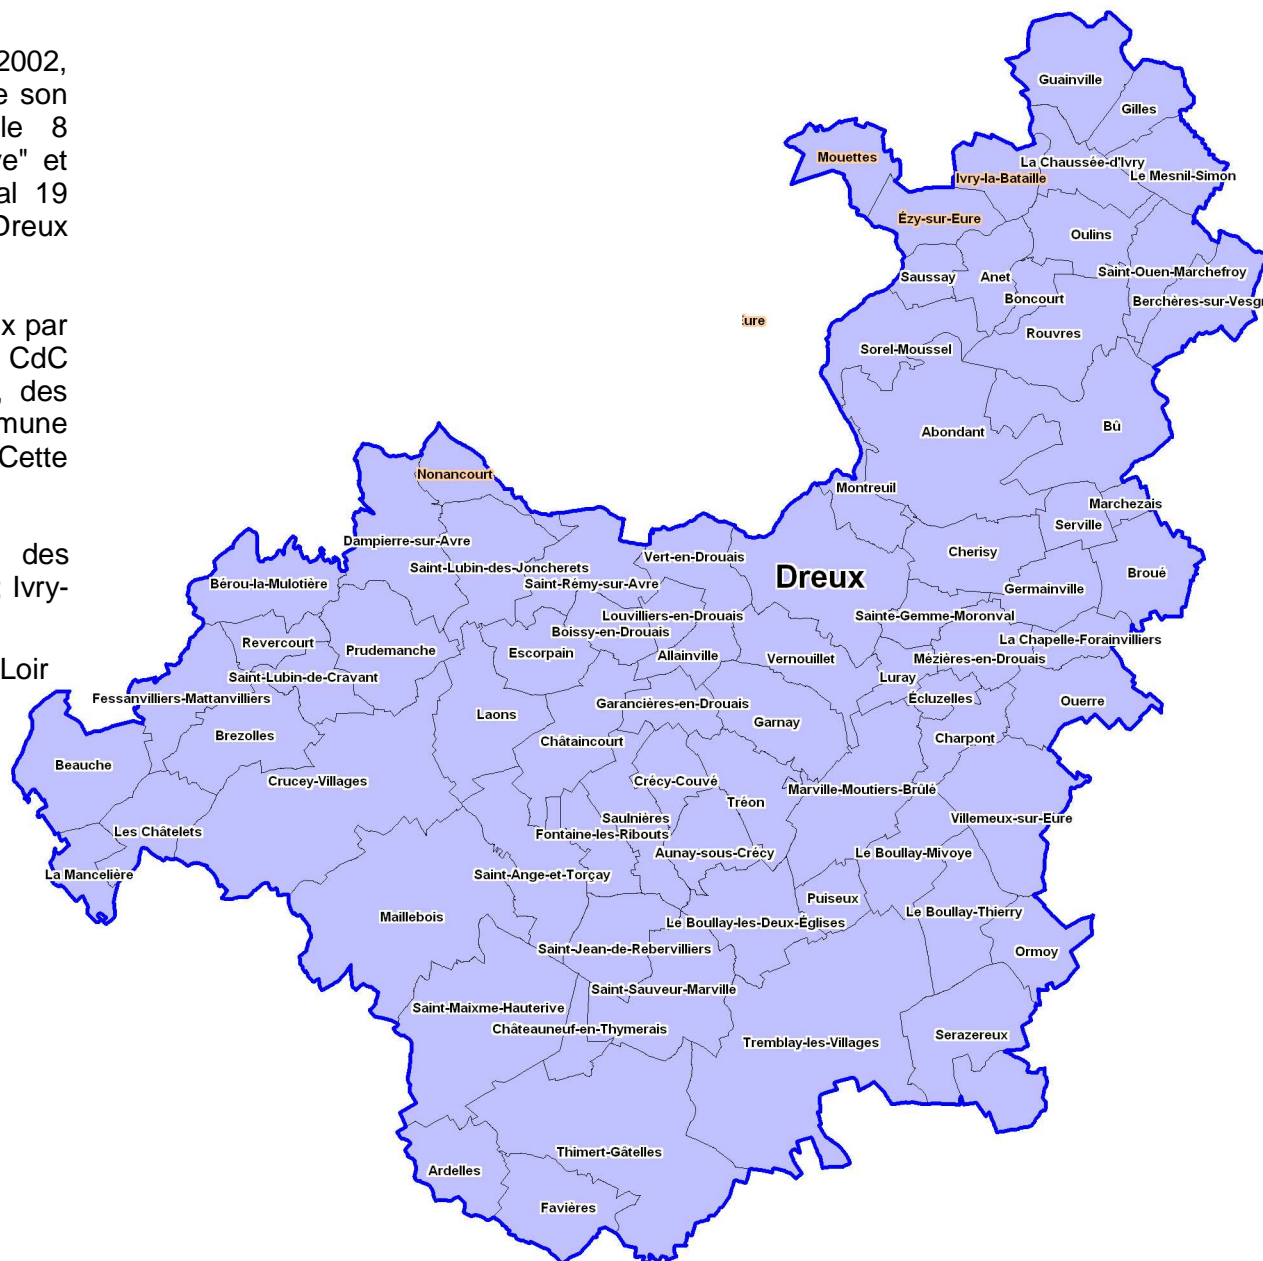 2002,
e son
le 8
ve" et
al 19
Dreux
x par
CdC
, des
mune
Cette
des
Ivry-
Loir
Guainville
Gilles
Mouettes
La Chaussée-d'Ivry
Ivry-la-Bataille
Le Mesnil-Simon
Ézy-sur-Eure
Oulins
Saussay
Anet
Saint-Ouen-Marchefroy
Boncourt
Berchères-sur-Vesg
Eure
Rouvres
Sorel-Moussel
Abondant
Bû
Nonancourt
Montreuil
Marchezais
Serville
Dampierre-sur-Avre
Cherisy
Vert-en-Drouais
Saint-Lubin-des-Joncherets
Broué
Dreux
Bérou-la-Mulotière
Saint-Rémy-sur-Avre
Germainville
Louvilliers-en-Drouais
Sainte-Gemme-Moronval
Boissy-en-Drouais
La Chapelle-Forainvilliers
Revercourt
Prudemanche
Escorpain
Allainville
Vernouillet
Mézières-en-Drouais
Saint-Lubin-de-Cravant
Luray
Fessanvilliers-Mattanvilliers
Écluzelles
Ouerre
Garancières-en-Drouais
Laons
Garnay
Brezolles
Châtaincourt
Charpont
Beauche
Crucey-Villages
Crécy-Couvé
Marville-Moutiers-Brûlé
Tréon
Saulnières
Villemeux-sur-Eure
Les Châtelets
Fontaine-les-Ribouts
Aunay-sous-Crécy
Le Boullay-Mivoye
La Mancelière
Saint-Ange-et-Torçay
Puiseux
Maillebois
Le Boullay-Thierry
Le Boullay-les-Deux-Églises
Saint-Jean-de-Rebervilliers
Ormoy
Saint-Sauveur-Marville
Saint-Maixme-Hauterive
Châteauneuf-en-Thymerais
Serazereux
Tremblay-les-Villages
Thimert-Gâtelles
Ardelles
Favières